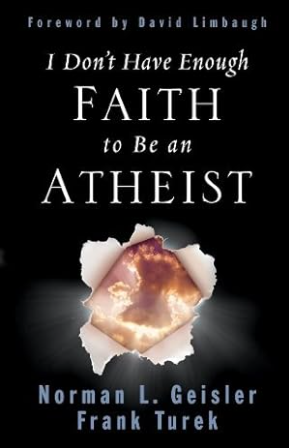 Foreword by David Limbaugh
I Don't Have Enough
FAITH
to Be an
ATHEIST
Norman L. Geisler
Frank Turek